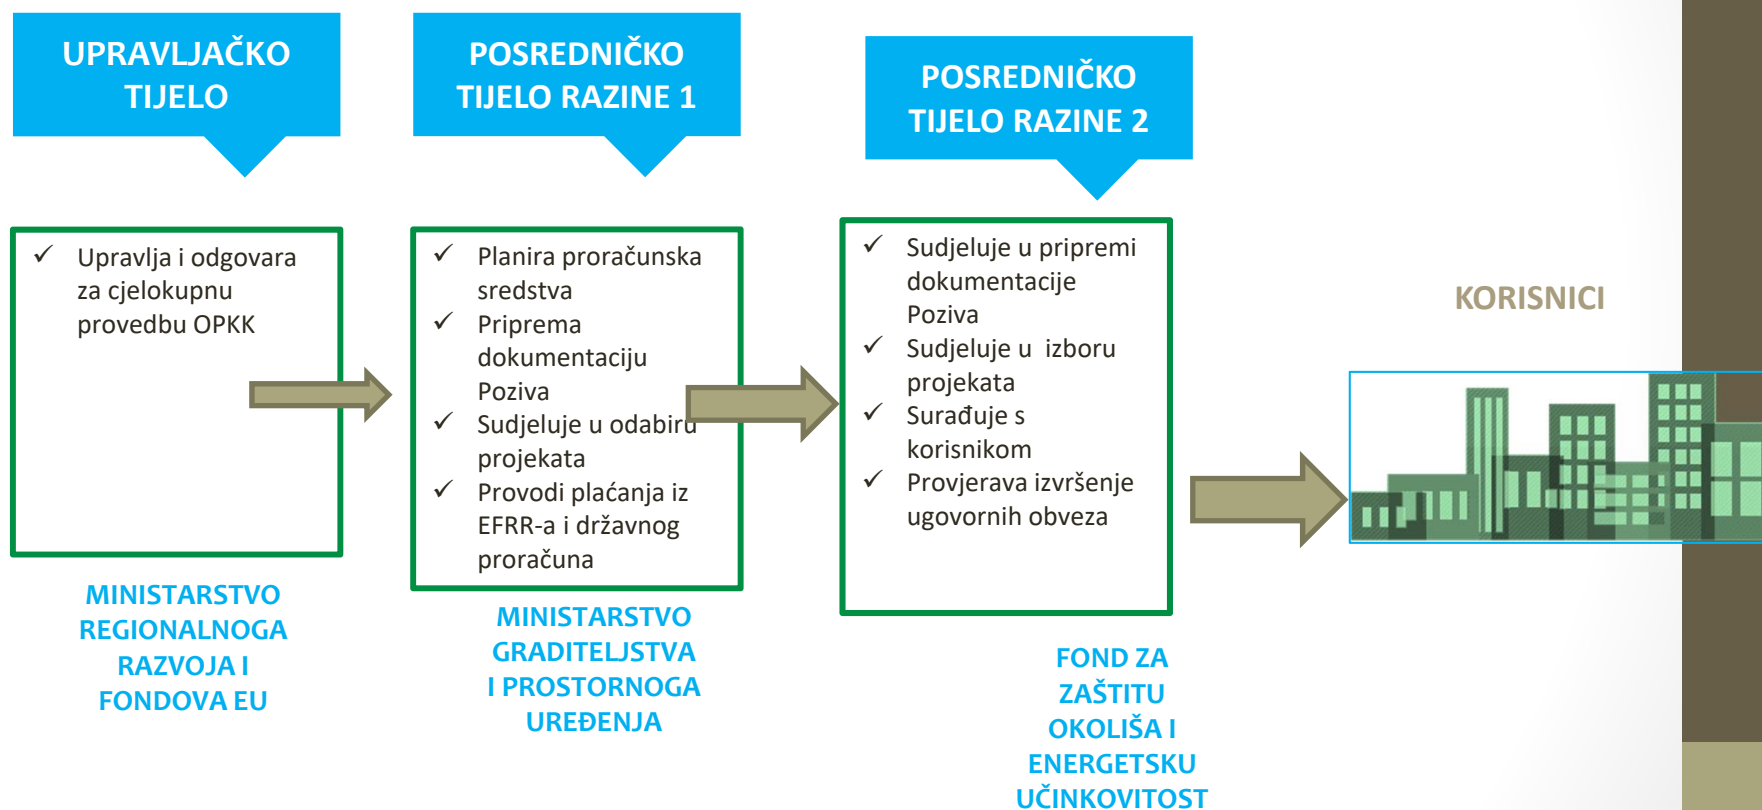 UPRAVLJAČKO
TIJELO
✓ Upravlja i odgovara
za cjelokupnu
provedbu OPKK
MINISTARSTVO
REGIONALNOGA
RAZVOJA I
FONDOVA EU
POSREDNIČKO
TIJELO RAZINE 1
✓ Planira proračunska
sredstva
✓ Priprema
dokumentaciju
Poziva
✓ Sudjeluje u odabiru
projekata
✓ Provodi plaćanja iz
EFRR-a i državnog
proračuna
MINISTARSTVO
GRADITELJSTVA
I PROSTORNOGA
UREĐENJA
POSREDNIČKO
TIJELO RAZINE 2
✓ Sudjeluje u pripremi
dokumentacije
Poziva
✓ Sudjeluje u izboru
projekata
✓ Surađuje s
korisnikom
✓ Provjerava izvršenje
ugovornih obveza
FOND ZA
ZAŠTITU
OKOLIŠA I
ENERGETSKU
UČINKOVITOST
KORISNICI